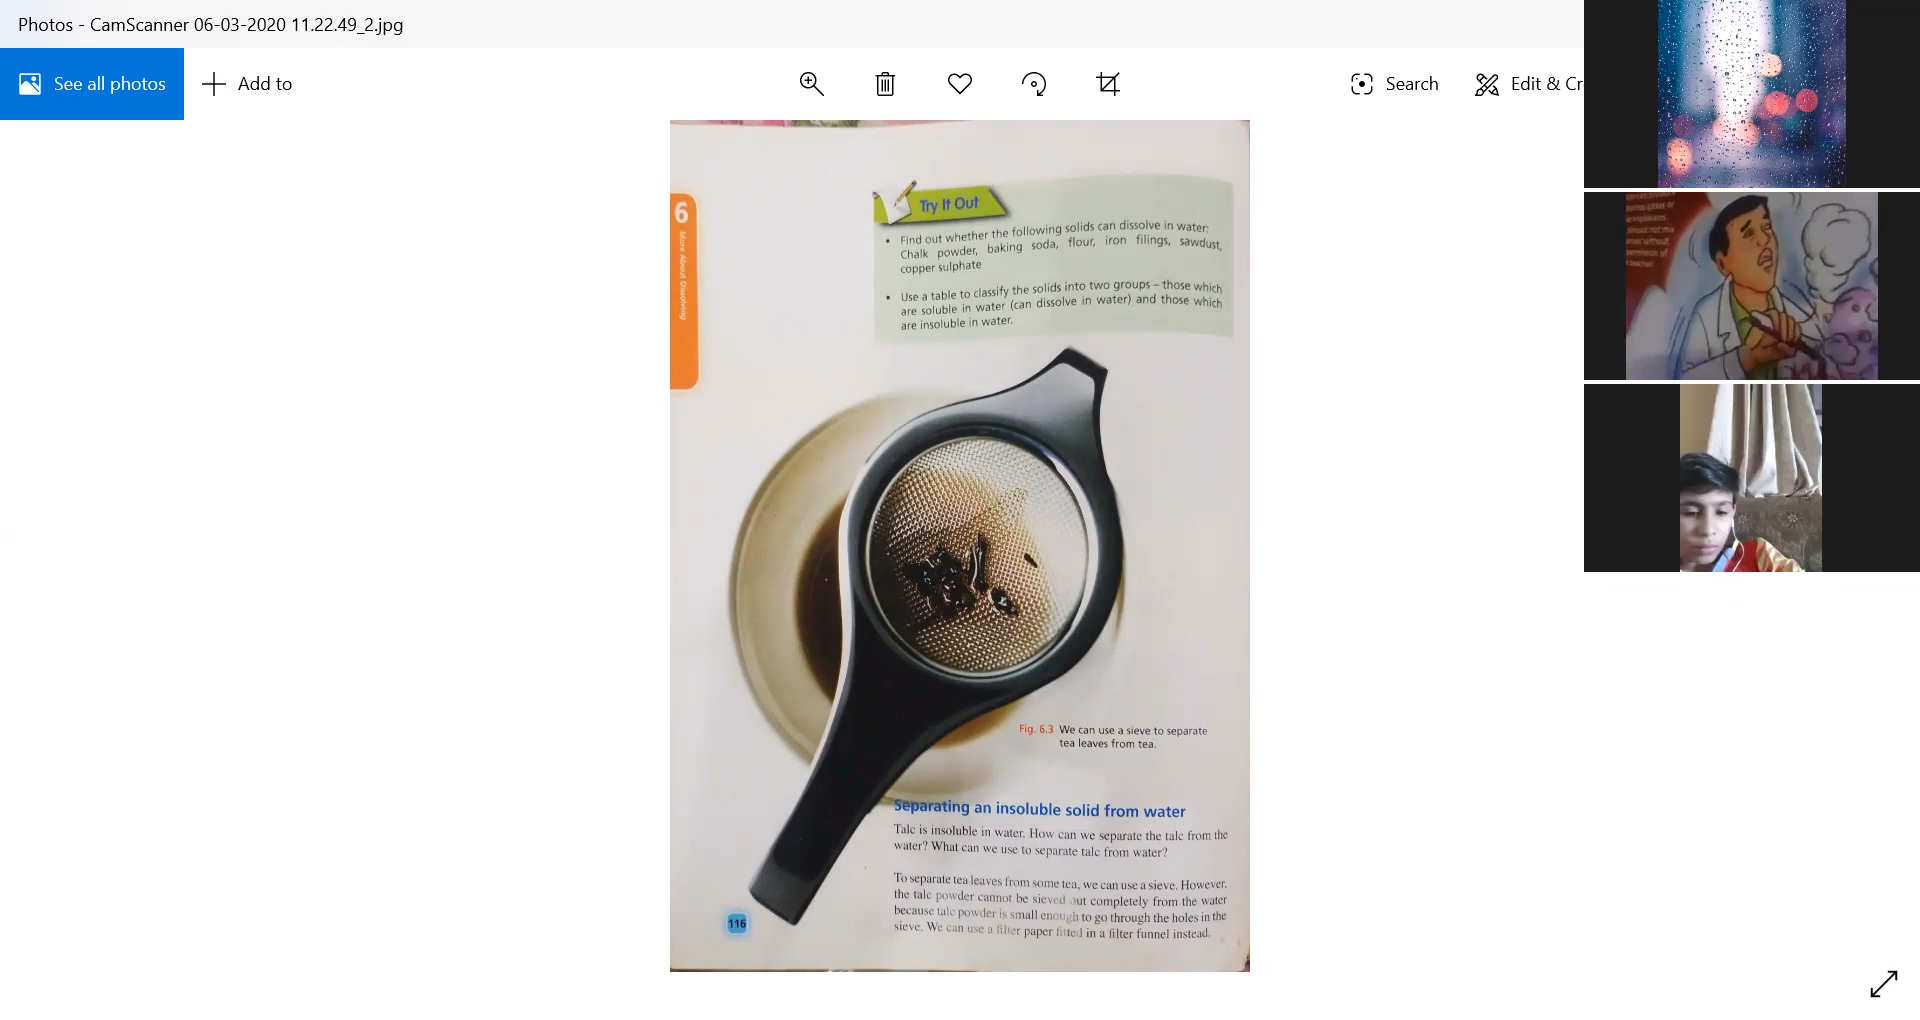 Photos - CamScanner 06-03-2020 11.22.49_2.jpg
See all photos
Add to
Search
Edit & Cr
6
More About Dissolving
Try It Out
• Find out whether the following solids can dissolve in water:
Chalk powder, baking soda, flour, iron filings, sawdust,
copper sulphate
• Use a table to classify the solids into two groups – those which
are soluble in water (can dissolve in water) and those which
are insoluble in water.
Fig. 6.3 We can use a sieve to separate
tea leaves from tea.
Separating an insoluble solid from water
Talc is insoluble in water. How can we separate the talc from the
water? What can we use to separate talc from water?
To separate tea leaves from some tea, we can use a sieve. However,
the talc powder cannot be sieved out completely from the water
because talc powder is small enough to go through the holes in the
sieve. We can use a filter paper fitted in a filter funnel instead.
116